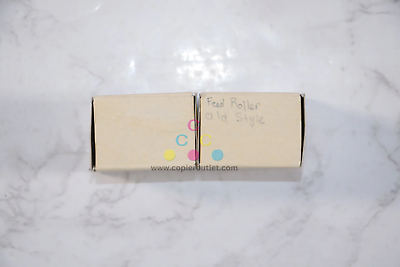 Feed Roller
old Style
C
C C
www.copieroutlet.com